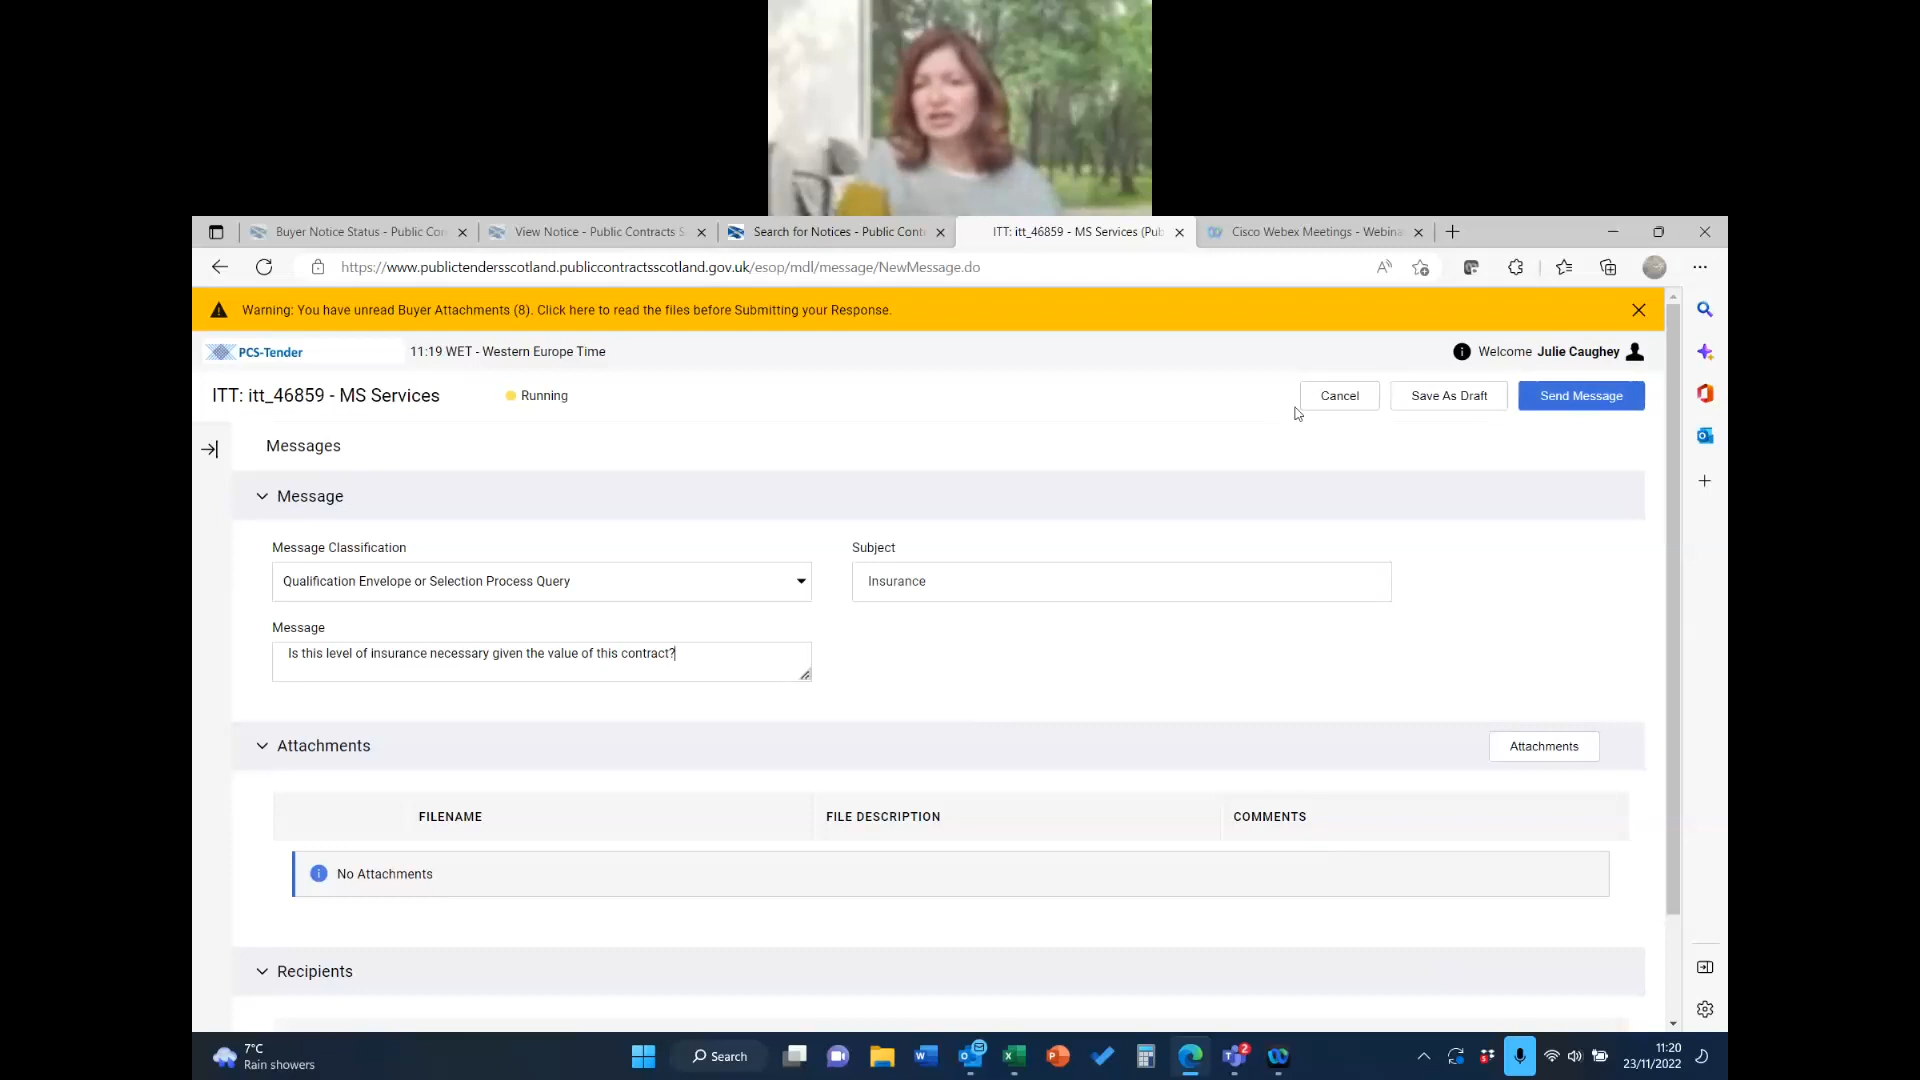 Buyer Notice Status - Public Con
View Notice - Public Contracts S
Search for Notices - Public Cont
ITT: itt_46859 - MS Services (Pub
Cisco Webex Meetings - Webina
https://www.publictendersscotland.publiccontractsscotland.gov.uk/esop/mdl/message/NewMessage.do
Warning: You have unread Buyer Attachments (8). Click here to read the files before Submitting your Response.
PCS-Tender
11:19 WET - Western Europe Time
Welcome Julie Caughey
ITT: itt_46859 - MS Services
Running
Cancel
Save As Draft
Send Message
Messages
Message
Message Classification
Subject
Qualification Envelope or Selection Process Query
Insurance
Message
Is this level of insurance necessary given the value of this contract?
Attachments
Attachments
FILENAME
FILE DESCRIPTION
COMMENTS
No Attachments
Recipients
7°C
Rain showers
Search
2
11:20
23/11/2022